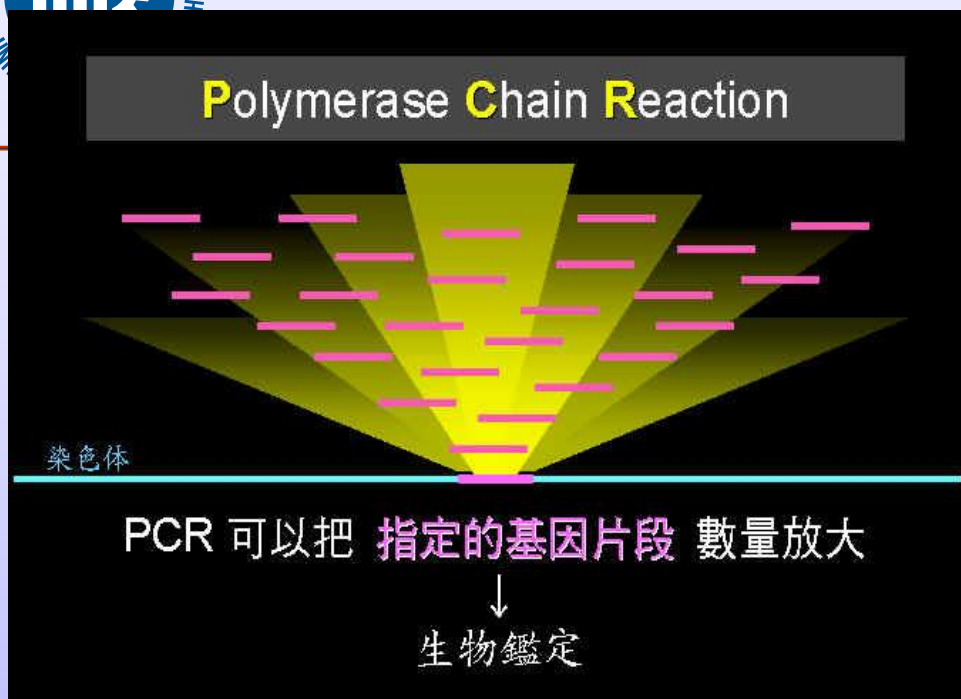 Polymerase Chain Reaction
染色体
PCR 可以把 指定的基因片段 數量放大
↓
生物鑑定